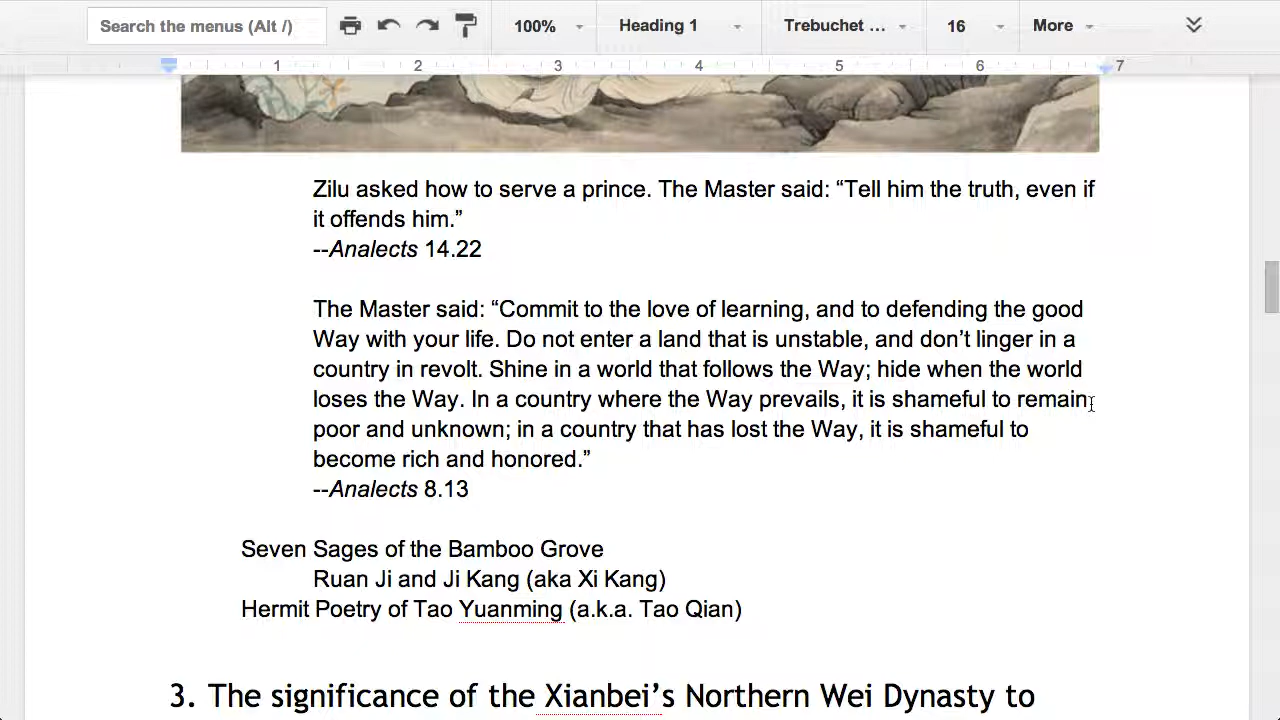 Search the menus (Alt /)
100%
Heading 1
Trebuchet ...
16
More
1 2 3 4 5 6 7
Zilu asked how to serve a prince. The Master said: “Tell him the truth, even if
it offends him.”
--Analects 14.22
The Master said: “Commit to the love of learning, and to defending the good
Way with your life. Do not enter a land that is unstable, and don’t linger in a
country in revolt. Shine in a world that follows the Way; hide when the world
loses the Way. In a country where the Way prevails, it is shameful to remain
poor and unknown; in a country that has lost the Way, it is shameful to
become rich and honored.”
--Analects 8.13
Seven Sages of the Bamboo Grove
Ruan Ji and Ji Kang (aka Xi Kang)
Hermit Poetry of Tao Yuanming (a.k.a. Tao Qian)
3. The significance of the Xianbei’s Northern Wei Dynasty to